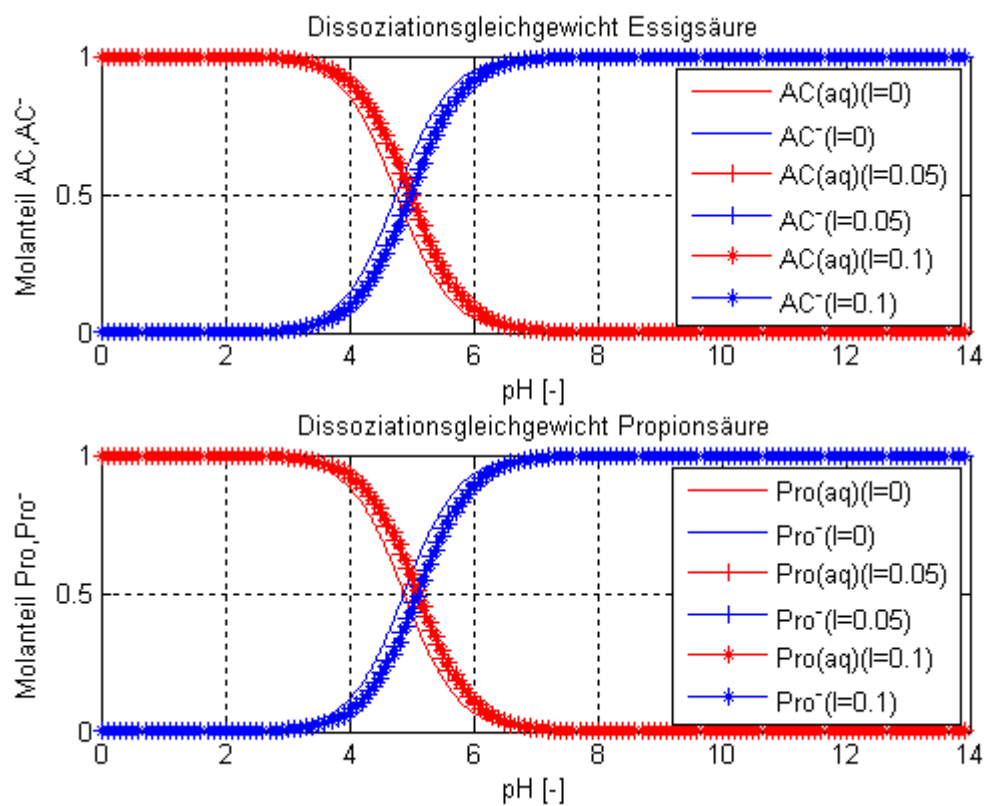 Dissoziationsgleichgewicht Essigsäure
Molanteil AC,AC⁻
1
0.5
0
0 2 4 6 8 10 12 14
pH [-]
AC(aq)(I=0)
AC⁻(I=0)
AC(aq)(I=0.05)
AC⁻(I=0.05)
AC(aq)(I=0.1)
AC⁻(I=0.1)
Dissoziationsgleichgewicht Propionsäure
Molanteil Pro,Pro⁻
1
0.5
0
0 2 4 6 8 10 12 14
pH [-]
Pro(aq)(I=0)
Pro⁻(I=0)
Pro(aq)(I=0.05)
Pro⁻(I=0.05)
Pro(aq)(I=0.1)
Pro⁻(I=0.1)